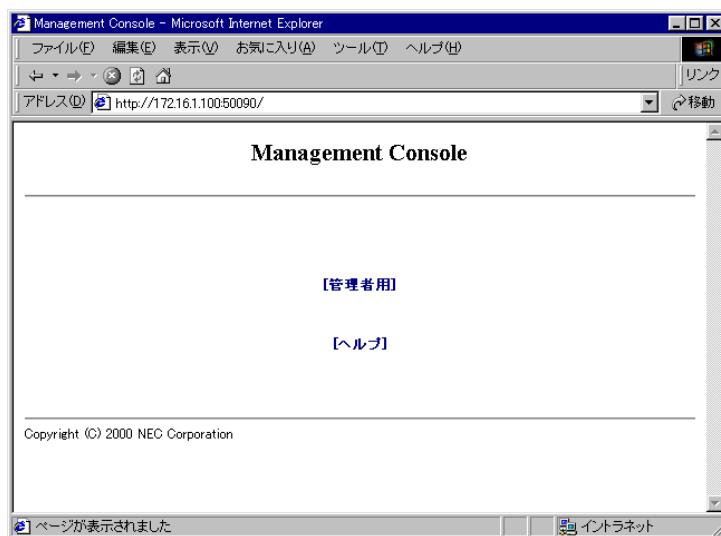 Management Console - Microsoft Internet Explorer
ファイル(F) 編集(E) 表示(V) お気に入り(A) ツール(T) ヘルプ(H)
リンク
アドレス(D) http://172.16.1.100:50090/ 移動
Management Console
[管理者用]
[ヘルプ]
Copyright (C) 2000 NEC Corporation
ページが表示されました イントラネット